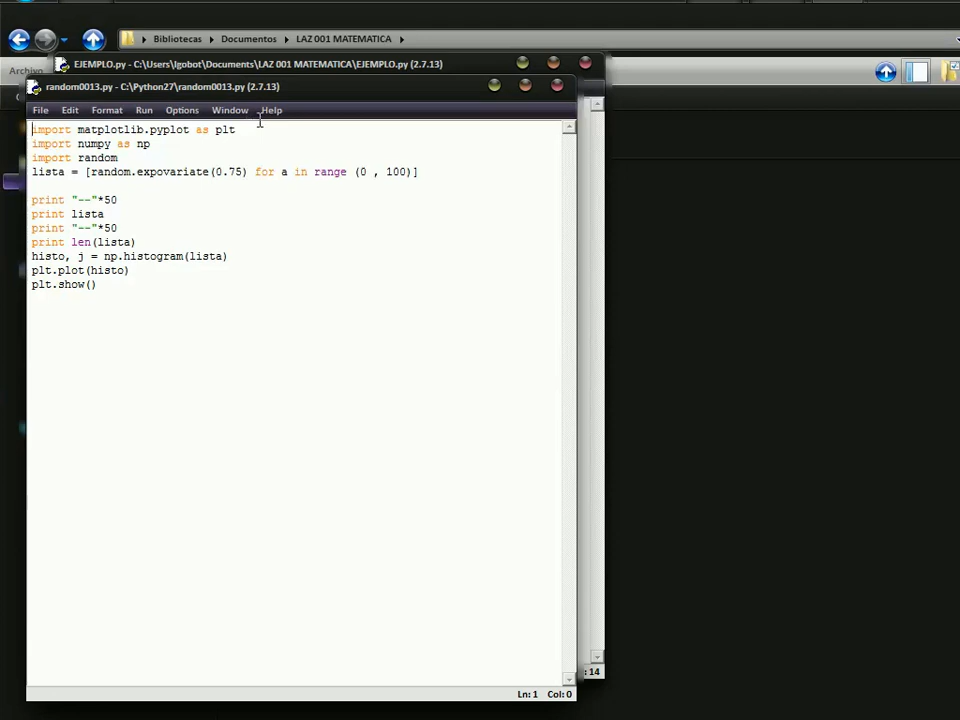 Bibliotecas Documentos LAZ 001 MATEMATICA
Archivo
EJEMPLO.py - C:\Users\Igobot\Documents\LAZ 001 MATEMATICA\EJEMPLO.py (2.7.13)
random0013.py - C:\Python27\random0013.py (2.7.13)
File Edit Format Run Options Window Help
import matplotlib.pyplot as plt
import numpy as np
import random
lista = [random.expovariate(0.75) for a in range (0 , 100)]
print "--"*50
print lista
print "--"*50
print len(lista)
histo, j = np.histogram(lista)
plt.plot(histo)
plt.show()
: 14
Ln: 1 Col: 0